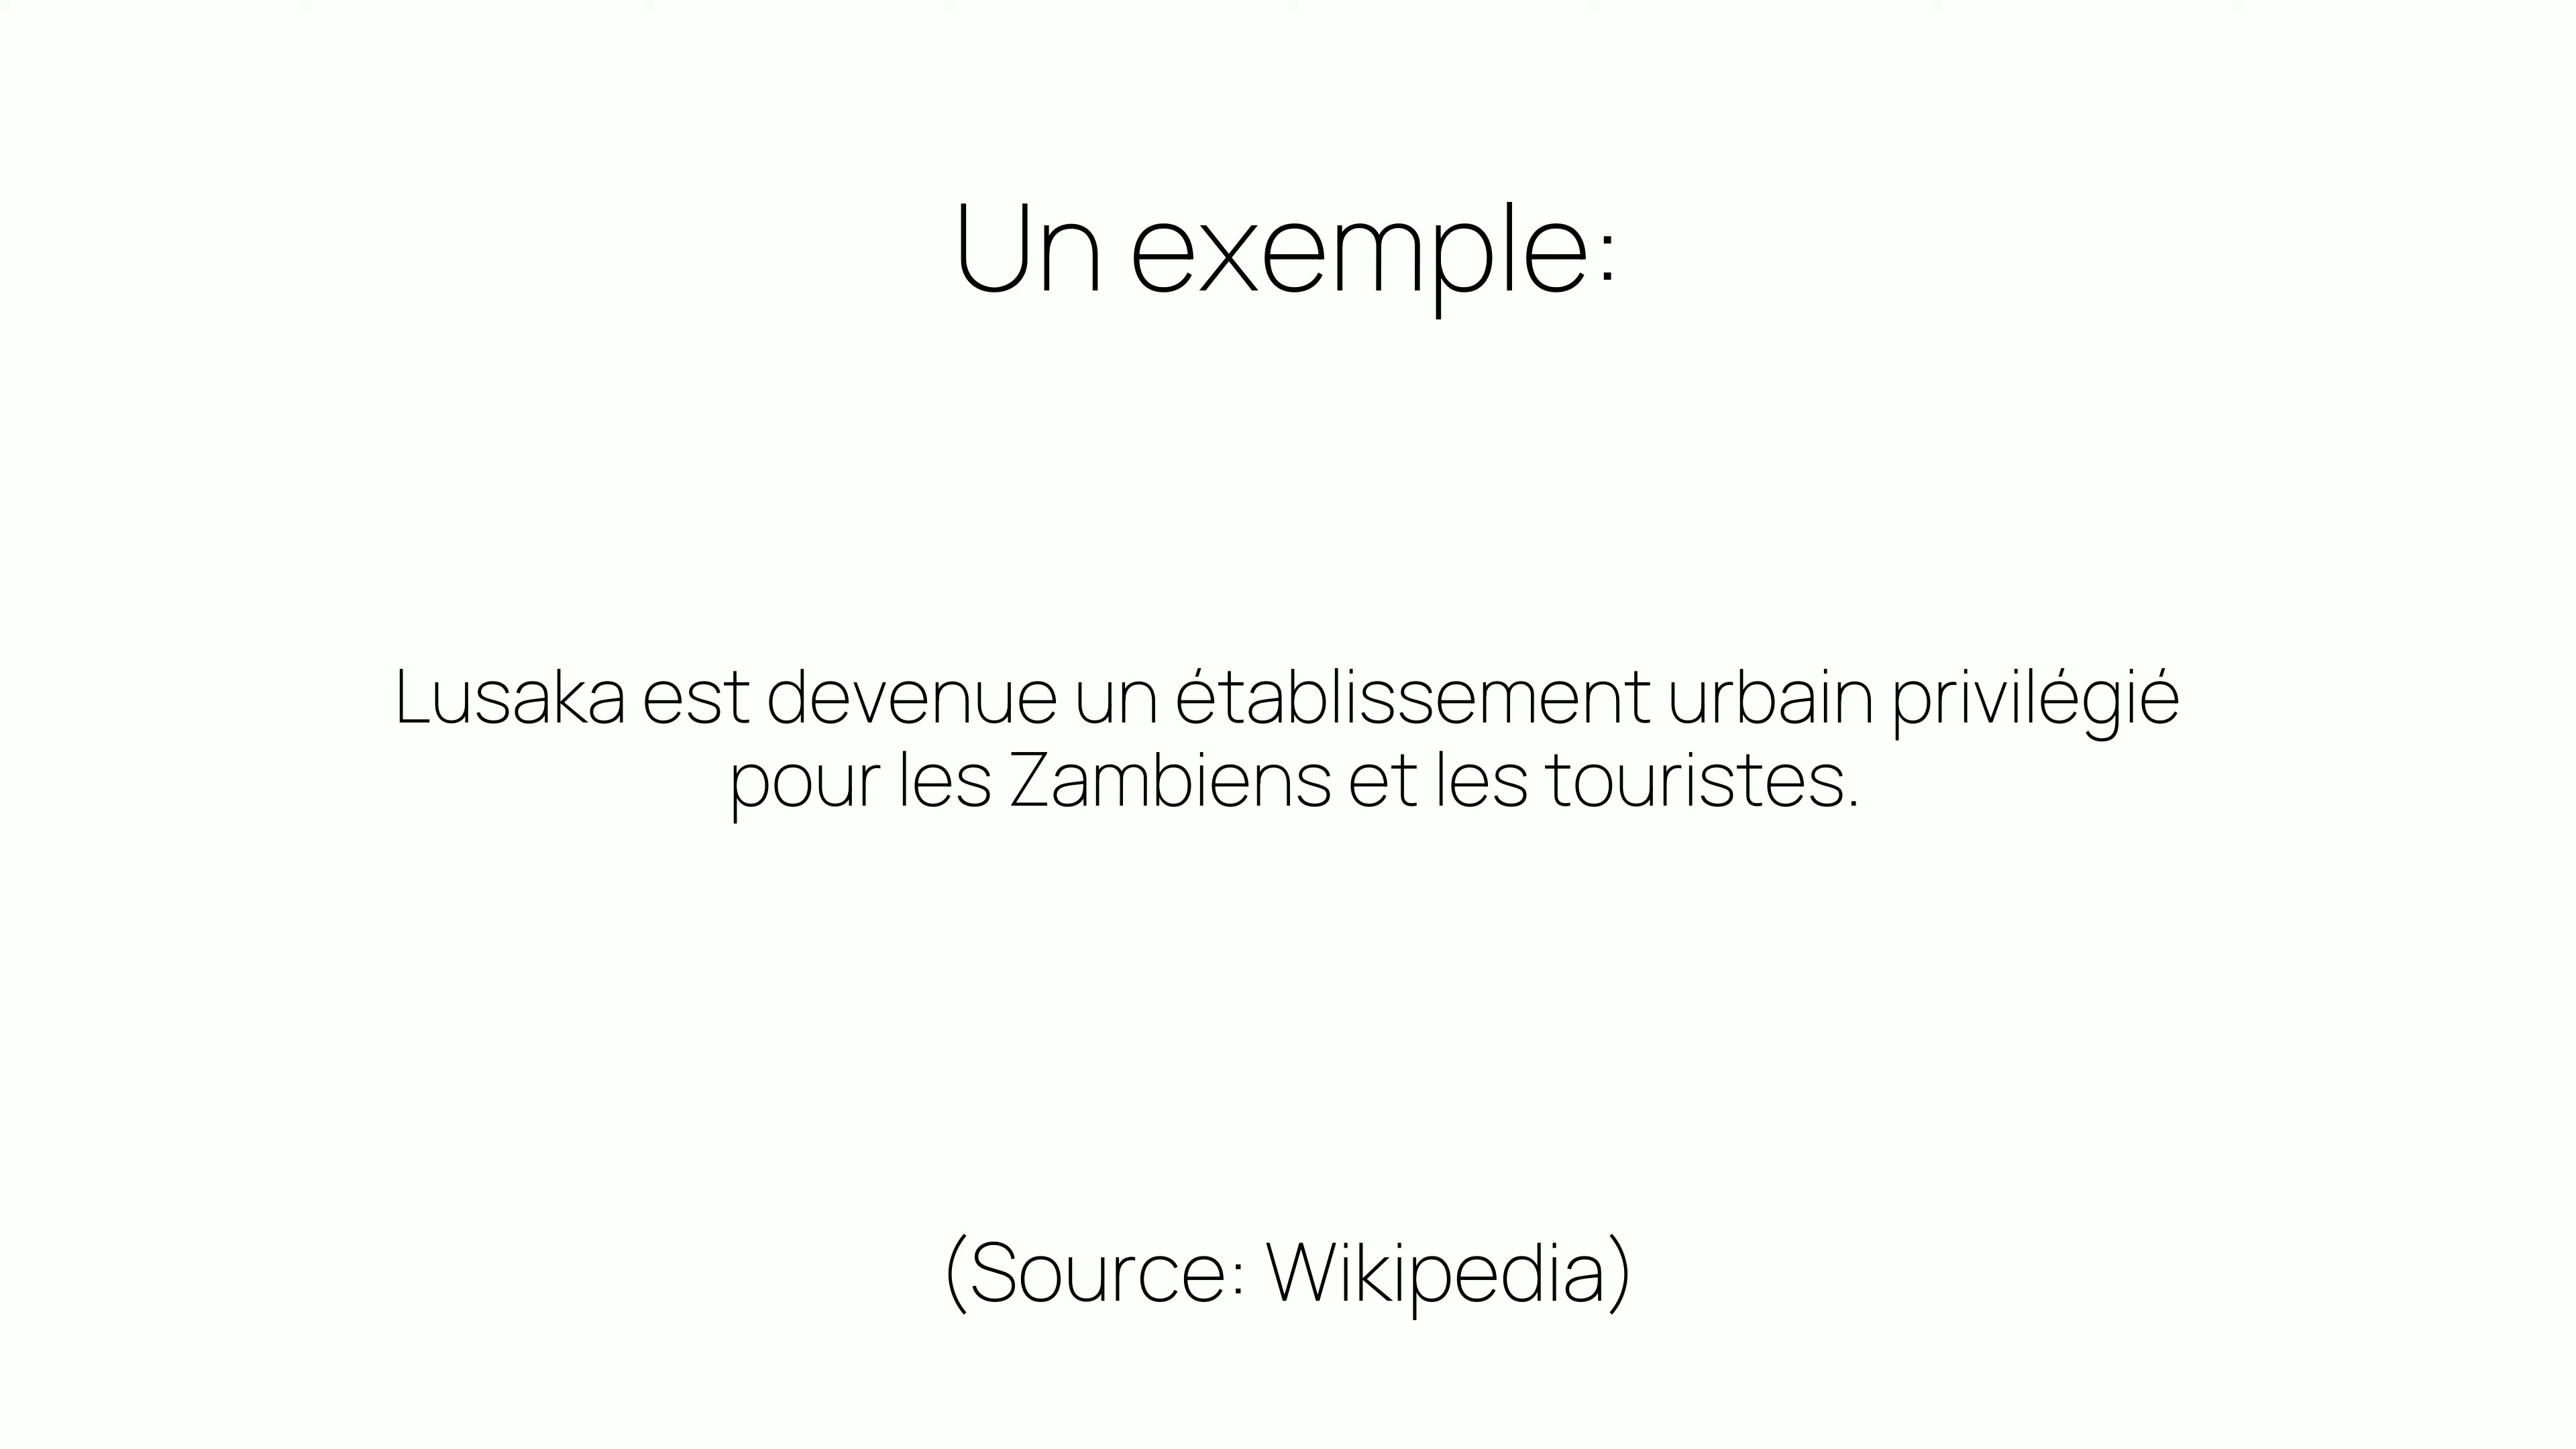 Un exemple:
Lusaka est devenue un établissement urbain privilégié
pour les Zambiens et les touristes.
(Source: Wikipedia)